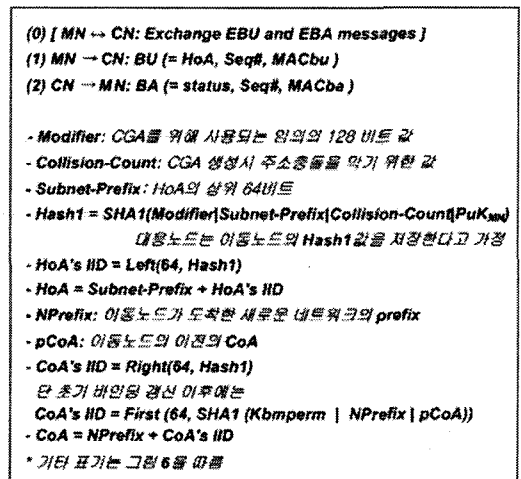 (0) [ MN ↔ CN: Exchange EBU and EBA messages ]
(1) MN → CN: BU (= HoA, Seq#, MACbu )
(2) CN → MN: BA (= status, Seq#, MACba )
- Modifier: CGA를 위해 사용되는 임의의 128 비트 값
- Collision-Count: CGA 생성시 주소충돌을 막기 위한 값
- Subnet-Prefix: HoA의 상위 64비트
- Hash1 = SHA1(Modifier|Subnet-Prefix|Collision-Count|PuK_MN)
대응노드는 이동노드의 Hash1값을 저장한다고 가정
- HoA's IID = Left(64, Hash1)
- HoA = Subnet-Prefix + HoA's IID
- NPrefix: 이동노드가 도착한 새로운 네트워크의 prefix
- pCoA: 이동노드의 이전의 CoA
- CoA's IID = Right(64, Hash1)
단 초기 바인딩 갱신 이후에는
CoA's IID = First (64, SHA1 (Kbmperm | NPrefix | pCoA))
- CoA = NPrefix + CoA's IID
* 기타 표기는 그림 6을 따름